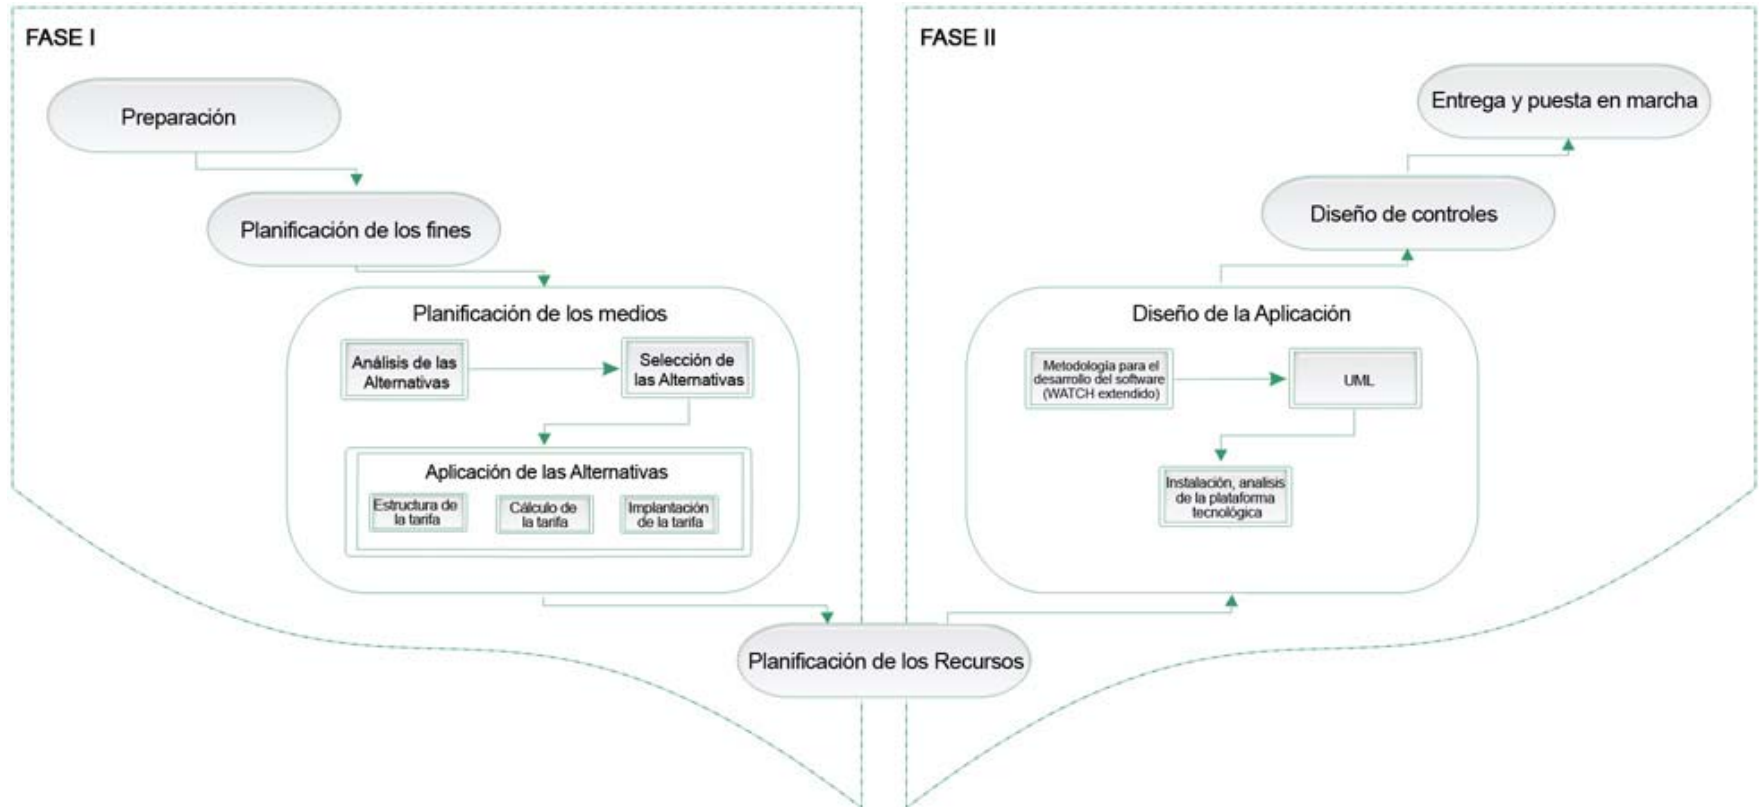 FASE I
Preparación
Planificación de los fines
Planificación de los medios
Análisis de las
Alternativas
Selección de
las Alternativas
Aplicación de las Alternativas
Estructura de
la tarifa
Cálculo de
la tarifa
Implantación
de la tarifa
Planificación de los Recursos
FASE II
Entrega y puesta en marcha
Diseño de controles
Diseño de la Aplicación
Metodología para el
desarrollo del software
(WATCH extendido)
UML
Instalación, analisis
de la plataforma
tecnológica